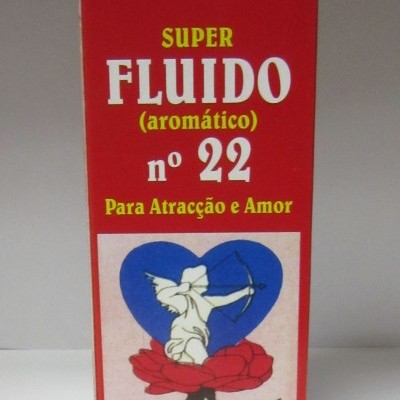 SUPER
FLUIDO
(aromático)
nº 22
Para Atracção e Amor